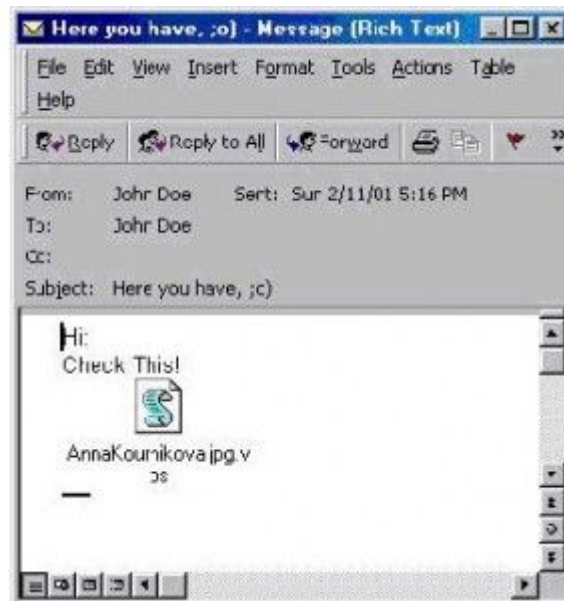 Here you have, ;o) - Message (Rich Text)
File Edit View Insert Format Tools Actions Table
Help
Reply Reply to All Forward
From: John Doe Sent: Sun 2/11/01 5:16 PM
To: John Doe
Cc:
Subject: Here you have, ;o)
Hi:
Check This!
AnnaKournikova.jpg.v
bs